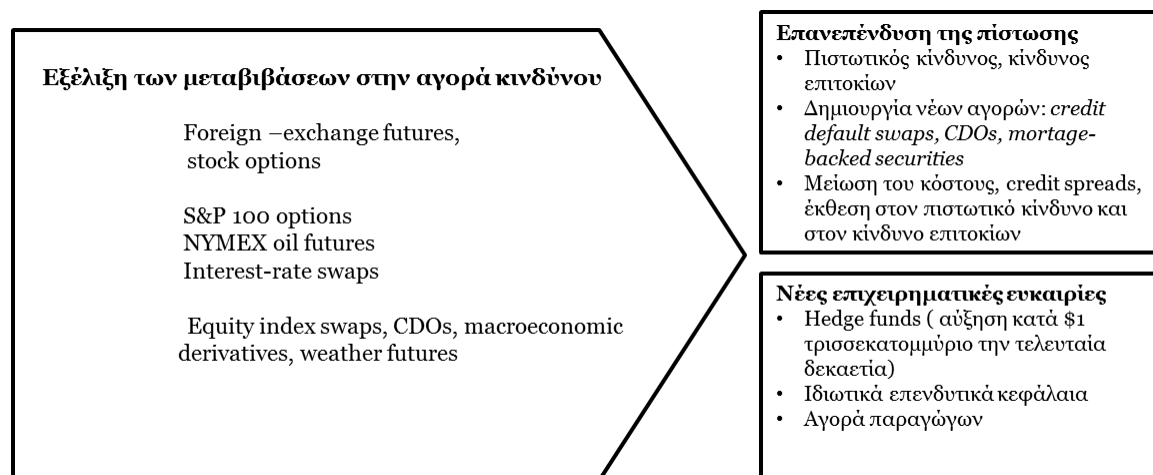 Εξέλιξη των μεταβιβάσεων στην αγορά κινδύνου
Foreign –exchange futures,
stock options
S&P 100 options
NYMEX oil futures
Interest-rate swaps
Equity index swaps, CDOs, macroeconomic
derivatives, weather futures
Επανεπένδυση της πίστωσης
• Πιστωτικός κίνδυνος, κίνδυνος
επιτοκίων
• Δημιουργία νέων αγορών: credit
default swaps, CDOs, mortage-
backed securities
• Μείωση του κόστους, credit spreads,
έκθεση στον πιστωτικό κίνδυνο και
στον κίνδυνο επιτοκίων
Νέες επιχειρηματικές ευκαιρίες
• Hedge funds ( αύξηση κατά $1
τρισσεκατομμύριο την τελευταία
δεκαετία)
• Ιδιωτικά επενδυτικά κεφάλαια
• Αγορά παραγώγων